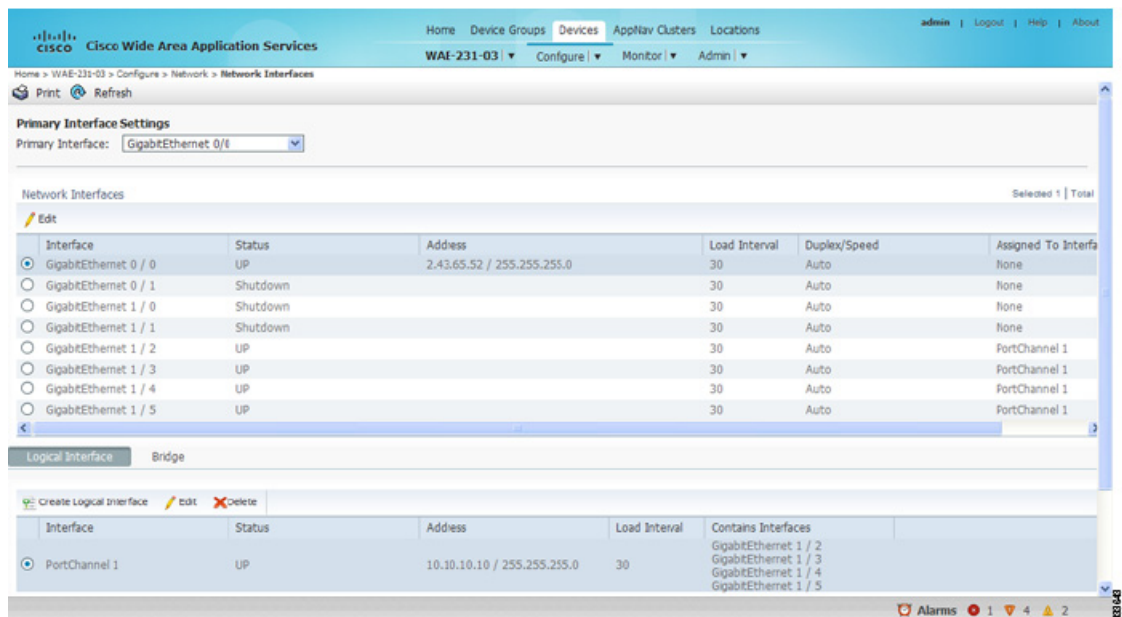 Home Device Groups Devices AppNav Clusters Locations
admin | Logout | Help | About
CISCO Cisco Wide Area Application Services
WAE-231-03 Configure Monitor Admin
Home > WAE-231-03 > Configure > Network > Network Interfaces
Print Refresh
Primary Interface Settings
Primary Interface: GigabitEthernet 0/0
Network Interfaces Selected 1 | Total
Edit
Interface Status Address Load Interval Duplex/Speed Assigned To Interfa
GigabitEthernet 0 / 0 UP 2.43.65.52 / 255.255.255.0 30 Auto None
GigabitEthernet 0 / 1 Shutdown 30 Auto None
GigabitEthernet 1 / 0 Shutdown 30 Auto None
GigabitEthernet 1 / 1 Shutdown 30 Auto None
GigabitEthernet 1 / 2 UP 30 Auto PortChannel 1
GigabitEthernet 1 / 3 UP 30 Auto PortChannel 1
GigabitEthernet 1 / 4 UP 30 Auto PortChannel 1
GigabitEthernet 1 / 5 UP 30 Auto PortChannel 1
Logical Interface Bridge
Create Logical Interface Edit Delete
Interface Status Address Load Interval Contains Interfaces
PortChannel 1 UP 10.10.10.10 / 255.255.255.0 30
GigabitEthernet 1 / 2
GigabitEthernet 1 / 3
GigabitEthernet 1 / 4
GigabitEthernet 1 / 5
Alarms 1 4 2